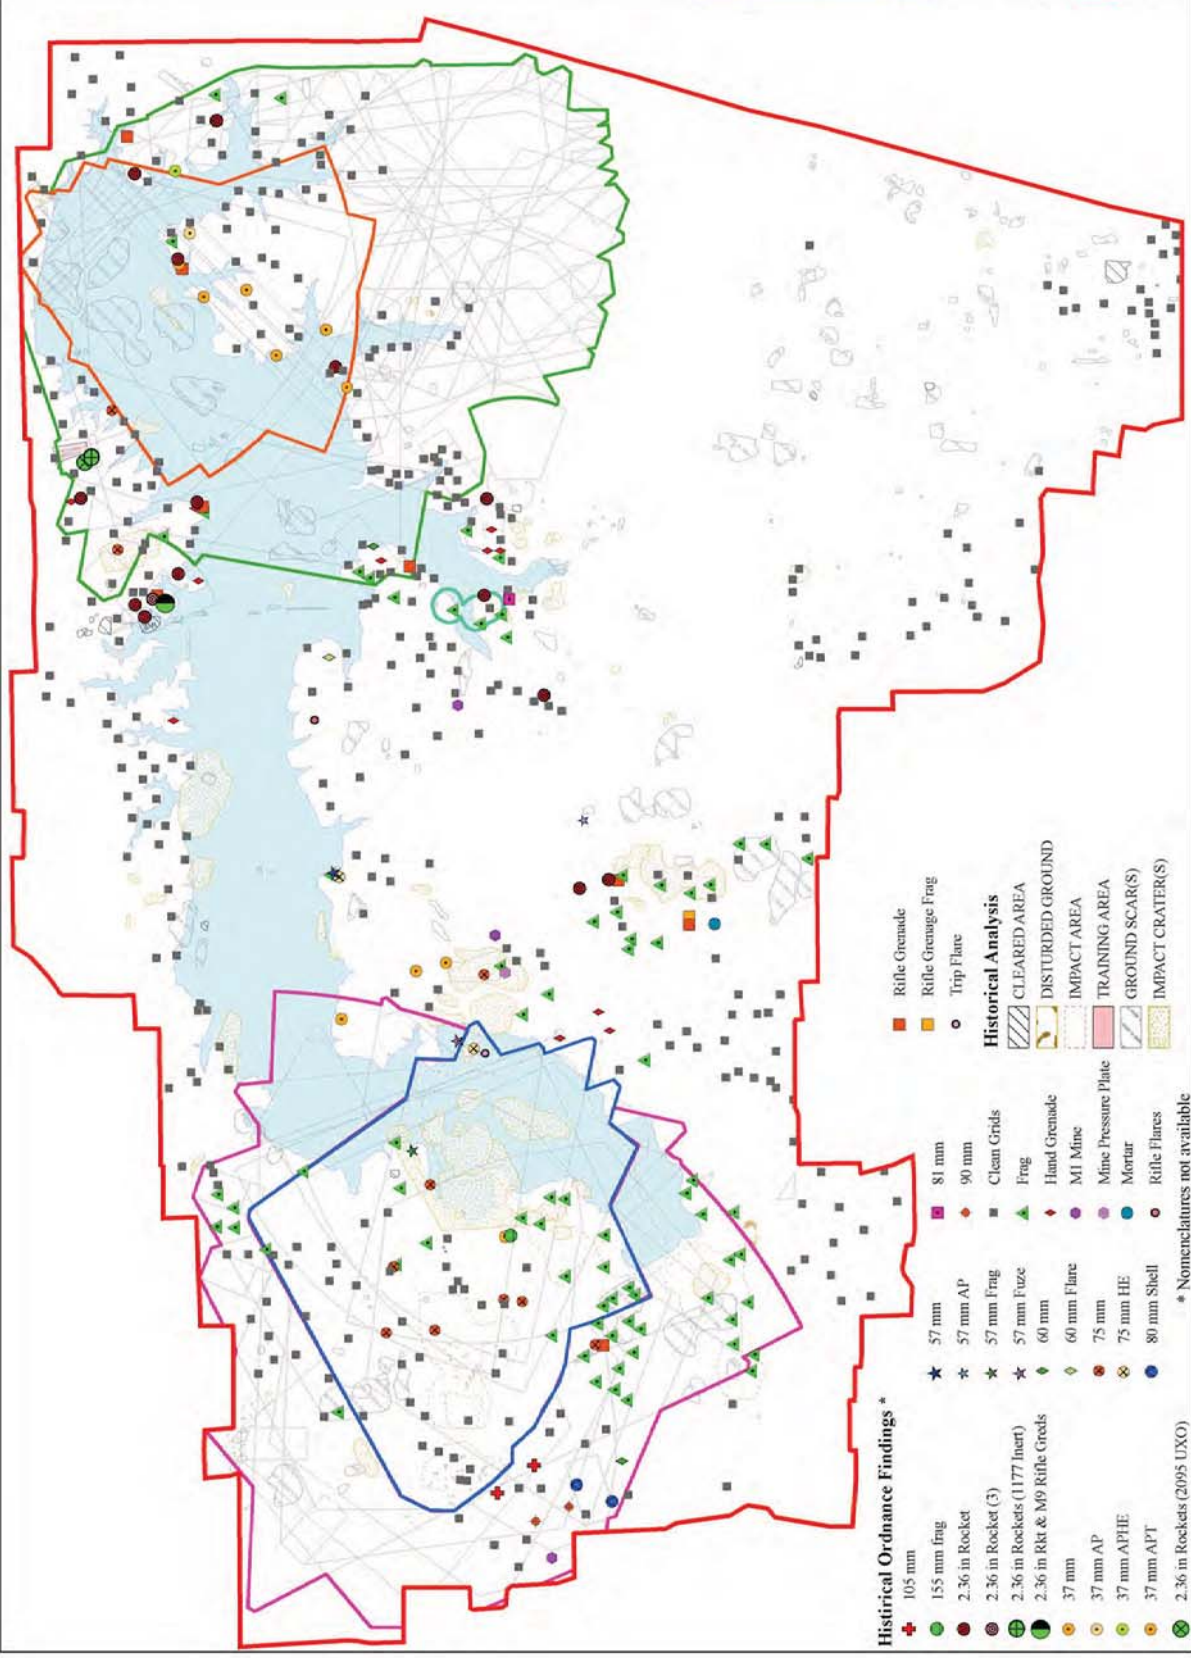 Histirical Ordnance Findings *
105 mm
155 mm frag
2.36 in Rocket
2.36 in Rocket (3)
2.36 in Rockets (1177 Inert)
2.36 in Rkt & M9 Rifle Greds
37 mm
37 mm AP
37 mm APHE
37 mm APT
2.36 in Rockets (2095 UXO)
57 mm
57 mm AP
57 mm Frag
57 mm Fuze
60 mm
60 mm Flare
75 mm
75 mm HE
80 mm Shell
81 mm
90 mm
Clean Grids
Frag
Hand Grenade
M1 Mine
Mine Pressure Plate
Mortar
Rifle Flares
Rifle Grenade
Rifle Grenage Frag
Trip Flare
Historical Analysis
CLEARED AREA
DISTURDED GROUND
IMPACT AREA
TRAINING AREA
GROUND SCAR(S)
IMPACT CRATER(S)
* Nomenclatures not available